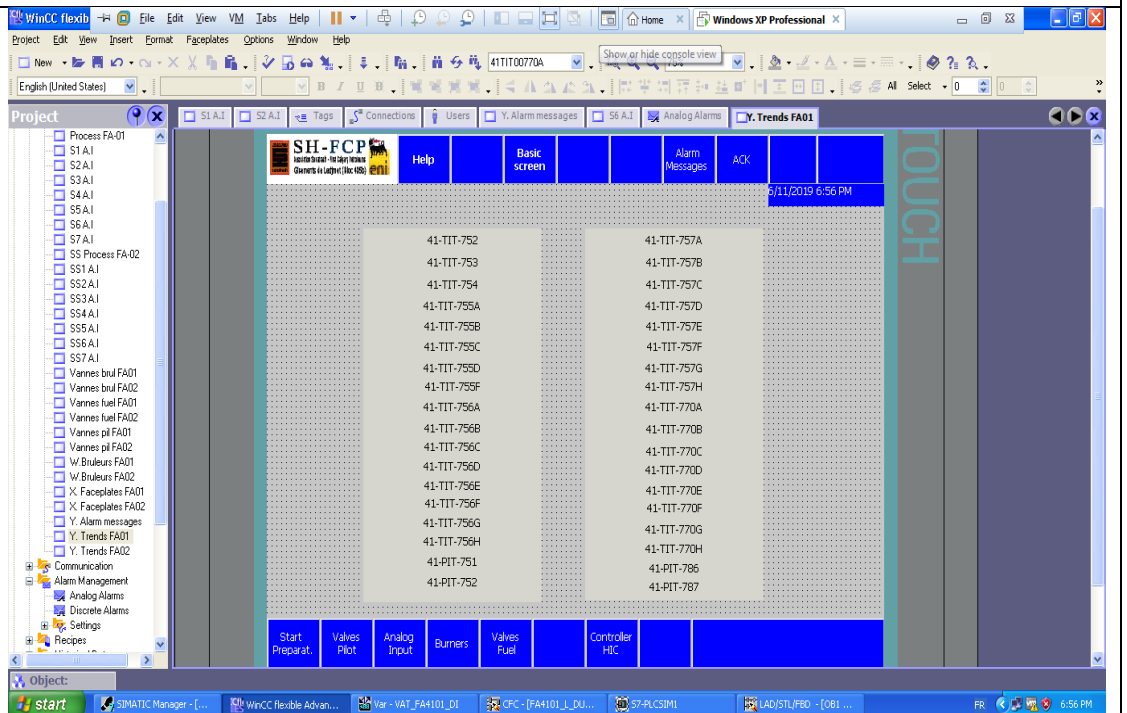 WinCC flexib File Edit View VM Tabs Help Home Windows XP Professional
Project Edit View Insert Format Faceplates Options Window Help
New 41TIT00770A
Show or hide console view
English (United States) B I U All Select 0 0
Project S1 A.I S2 A.I Tags Connections Users Y. Alarm messages S6 A.I Analog Alarms Y. Trends FA01
Process FA-01
S1 A.I
S2 A.I
S3 A.I
S4 A.I
S5 A.I
S6 A.I
S7 A.I
SS Process FA-02
SS1 A.I
SS2 A.I
SS3 A.I
SS4 A.I
SS5 A.I
SS6 A.I
SS7 A.I
Vannes brul FA01
Vannes brul FA02
Vannes fuel FA01
Vannes fuel FA02
Vannes pil FA01
Vannes pil FA02
W.Bruleurs FA01
W.Bruleurs FA02
X. Faceplates FA01
X. Faceplates FA02
Y. Alarm messages
Y. Trends FA01
Y. Trends FA02
Communication
Alarm Management
Analog Alarms
Discrete Alarms
Settings
Recipes
SH-FCP
eni
Help
Basic
screen
Alarm
Messages
ACK
6/11/2019 6:56 PM
TOUCH
41-TIT-752
41-TIT-753
41-TIT-754
41-TIT-755A
41-TIT-755B
41-TIT-755C
41-TIT-755D
41-TIT-755F
41-TIT-756A
41-TIT-756B
41-TIT-756C
41-TIT-756D
41-TIT-756E
41-TIT-756F
41-TIT-756G
41-TIT-756H
41-PIT-751
41-PIT-752
41-TIT-757A
41-TIT-757B
41-TIT-757C
41-TIT-757D
41-TIT-757E
41-TIT-757F
41-TIT-757G
41-TIT-757H
41-TIT-770A
41-TIT-770B
41-TIT-770C
41-TIT-770D
41-TIT-770E
41-TIT-770F
41-TIT-770G
41-TIT-770H
41-PIT-786
41-PIT-787
Start
Preparat.
Valves
Pilot
Analog
Input
Burners
Valves
Fuel
Controller
HIC
Object:
start SIMATIC Manager - [... WinCC flexible Advan... Var - VAT_FA4101_DI CFC - [FA4101_L_DU... S7-PLCSIM1 LAD/STL/FBD - [OB1 ... FR 6:56 PM